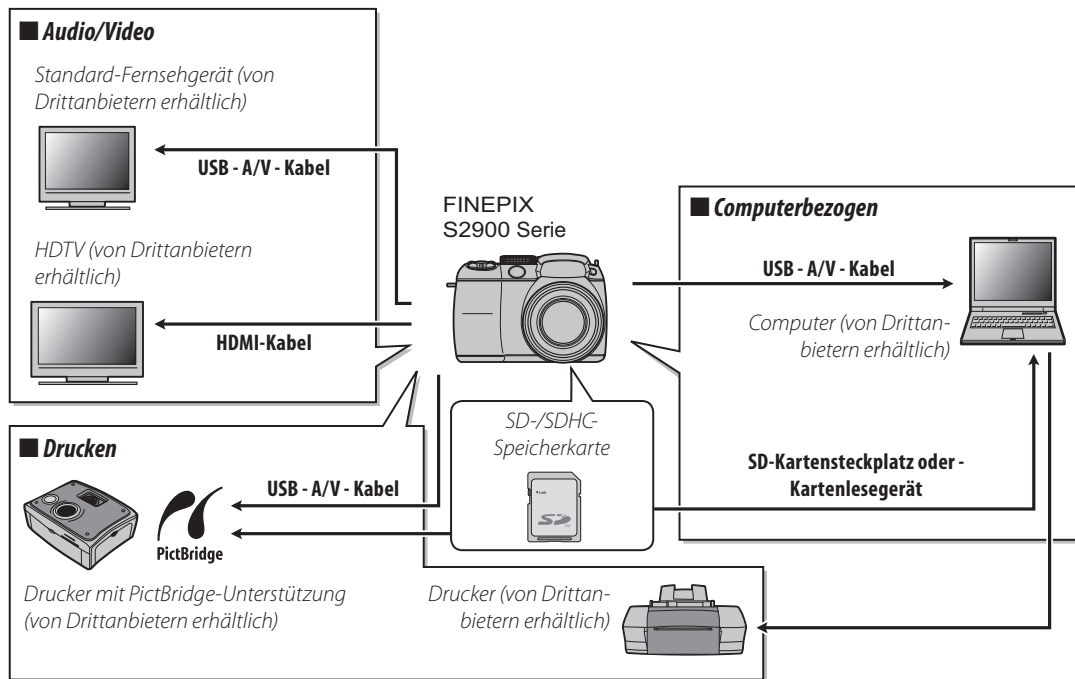 ■ Audio/Video
Standard-Fernsehgerät (von
Drittanbietern erhältlich)
USB - A/V - Kabel
HDTV (von Drittanbietern
erhältlich)
HDMI-Kabel
FINEPIX
S2900 Serie
■ Computerbezogen
USB - A/V - Kabel
Computer (von Drittan-
bietern erhältlich)
SD-/SDHC-
Speicherkarte
SD-Kartensteckplatz oder -
Kartenlesegerät
■ Drucken
USB - A/V - Kabel
PictBridge
Drucker mit PictBridge-Unterstützung
(von Drittanbietern erhältlich)
Drucker (von Drittan-
bietern erhältlich)
Lock
SD